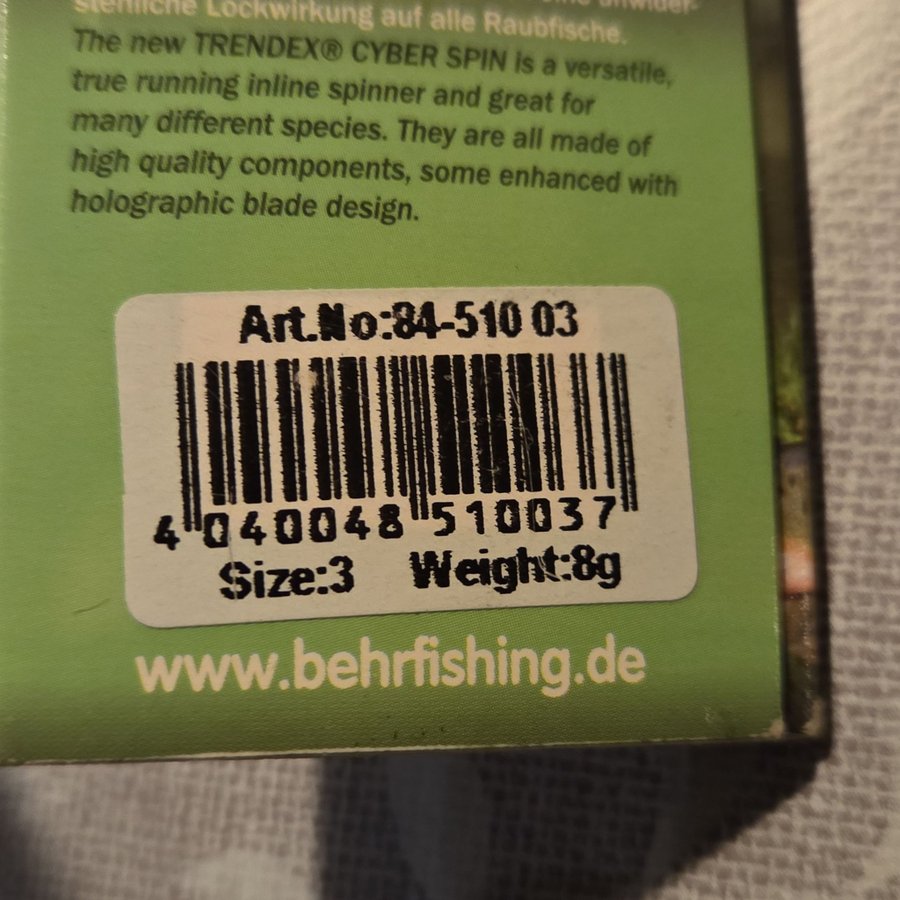 stehliche Lockwirkung auf alle Raubfische.
The new TRENDEX® CYBER SPIN is a versatile,
true running inline spinner and great for
many different species. They are all made of
high quality components, some enhanced with
holographic blade design.
Art.No:84-510 03
4 040048 510037
Size:3 Weight:8g
www.behrfishing.de